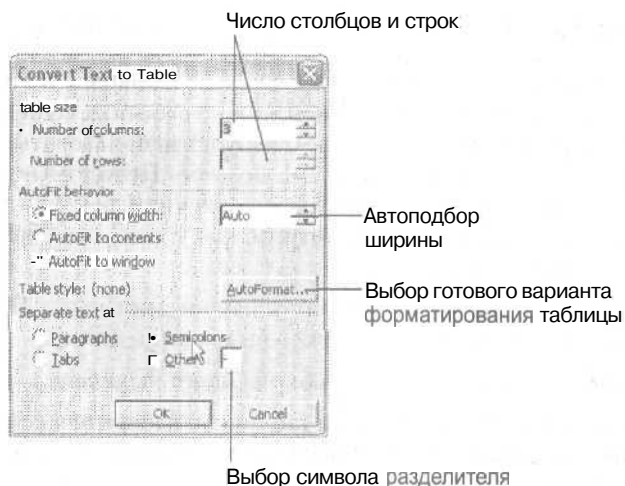 Число столбцов и строк
Convert Text to Table
table size
Number of columns:
3
Number of rows:
AutoFit behavior
Fixed column width:
Auto
AutoFit to contents
AutoFit to window
Автоподбор
ширины
Table style: (none)
AutoFormat...
Выбор готового варианта
форматирования таблицы
Separate text at
Paragraphs
Semicolons
Tabs
Other:
-
OK
Cancel
Выбор символа разделителя